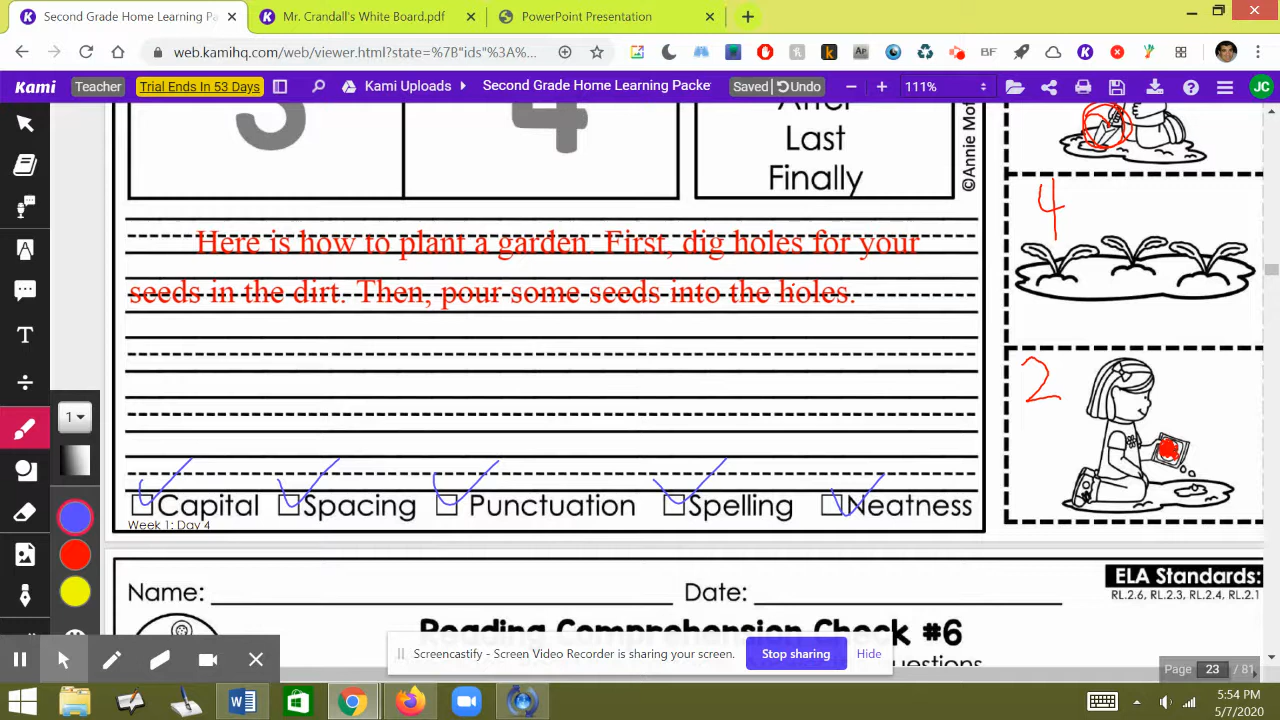 Second Grade Home Learning Pa
Mr. Crandall's White Board.pdf
PowerPoint Presentation
web.kamihq.com/web/viewer.html?state=%7B"ids"%3A%...
BF
Kami
Teacher
Trial Ends In 53 Days
Kami Uploads
Second Grade Home Learning Packe
Saved
Undo
111%
JC
3
4
After
Last
Finally
©Annie Mof
Here is how to plant a garden. First, dig holes for your
seeds in the dirt. Then, pour some seeds into the holes.
4
2
1
Capital
Spacing
Punctuation
Spelling
Neatness
Week 1: Day 4
Name:
Date:
ELA Standards:
RL.2.6, RL.2.3, RL.2.4, RL.2.1
Reading Comprehension Check #6
Screencastify - Screen Video Recorder is sharing your screen.
Stop sharing
Hide
Page 23 / 81
5:54 PM
5/7/2020